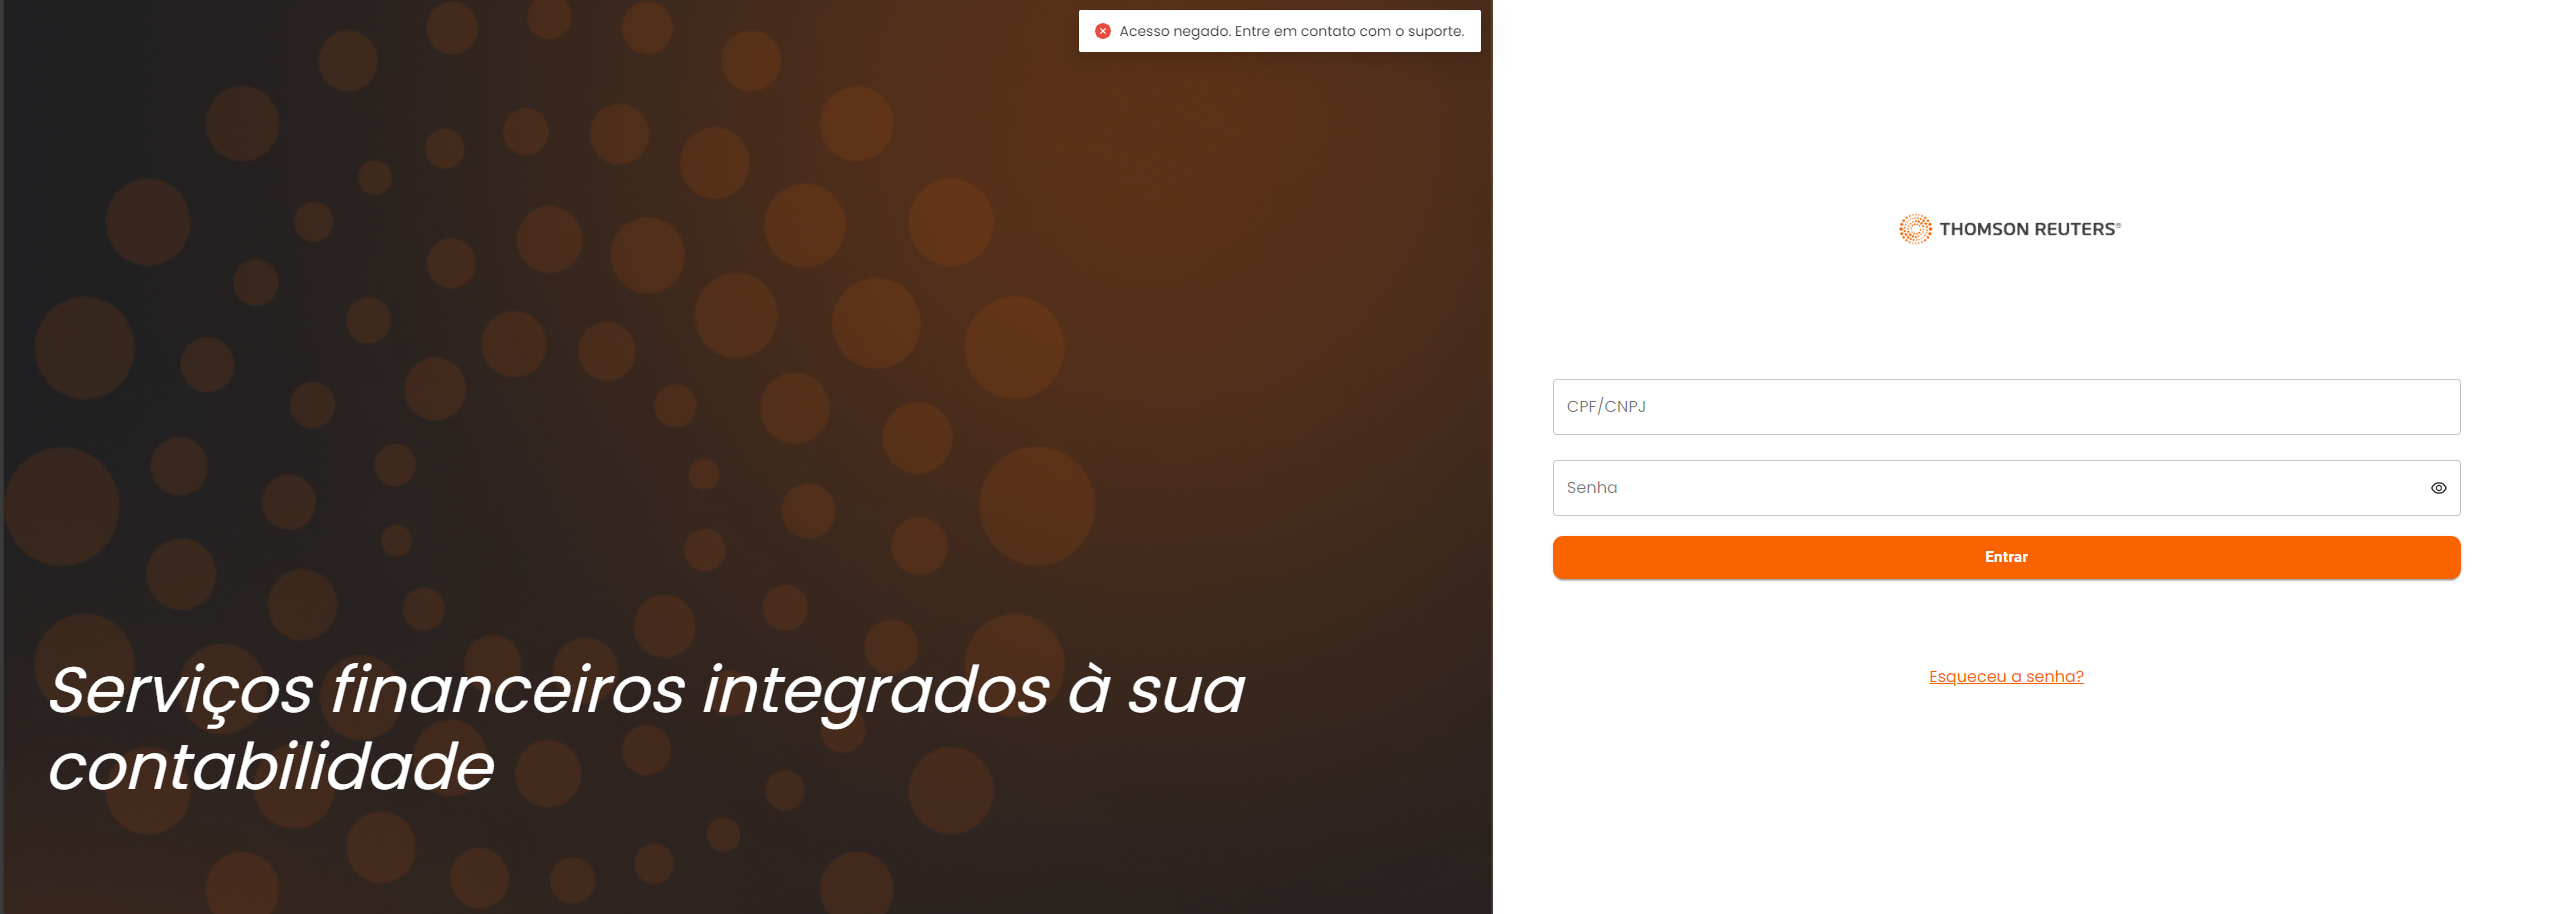 Acesso negado. Entre em contato com o suporte.
Serviços financeiros integrados à sua
contabilidade
THOMSON REUTERS®
CPF/CNPJ
Senha
Entrar
Esqueceu a senha?